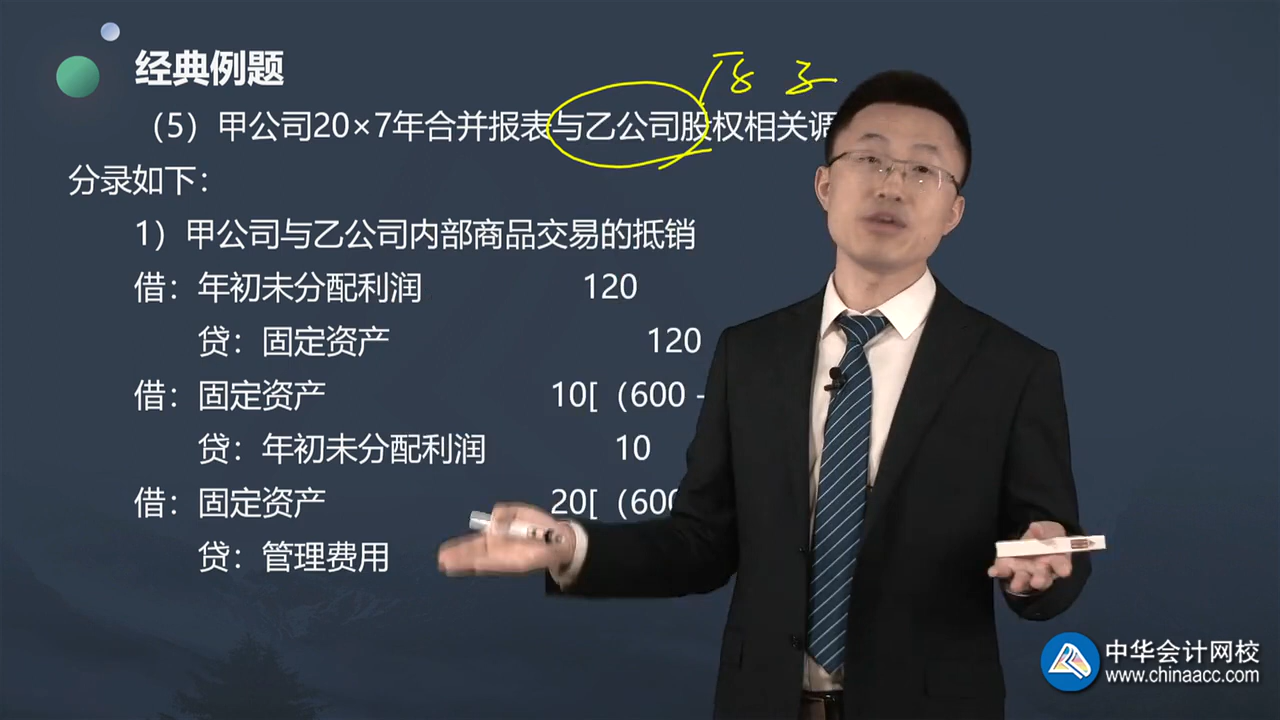 经典例题
（5）甲公司20×7年合并报表与乙公司股权相关调
分录如下：
1）甲公司与乙公司内部商品交易的抵销
借：年初未分配利润 120
贷：固定资产 120
借：固定资产 10[（600 -
贷：年初未分配利润 10
借：固定资产 20[（600
贷：管理费用
中华会计网校
www.chinaacc.com